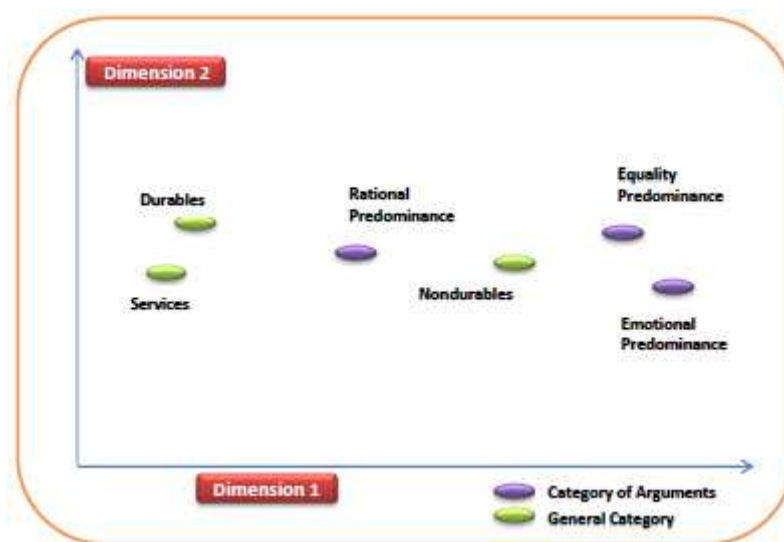 Dimension 2
Equality
Predominance
Durables
Rational
Predominance
Services
Nondurables
Emotional
Predominance
Dimension 1
Category of Arguments
General Category